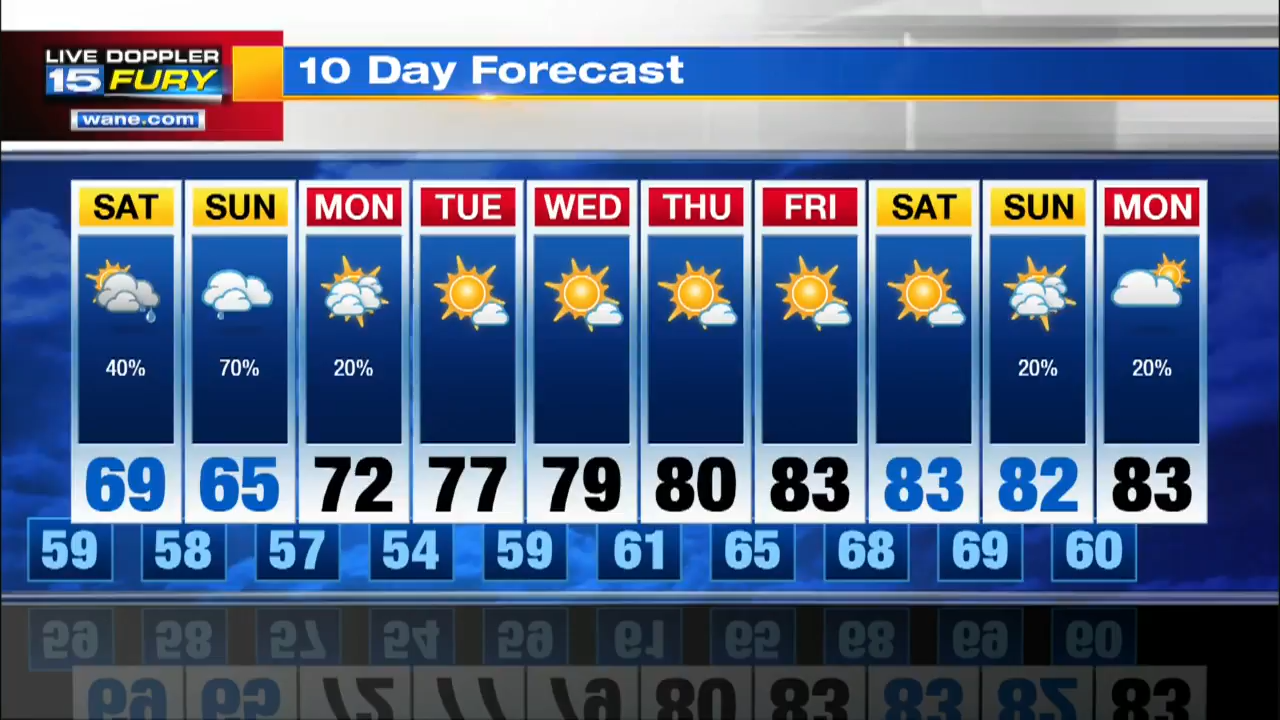 LIVE DOPPLER
15 FURY
wane.com
10 Day Forecast
SAT SUN MON TUE WED THU FRI SAT SUN MON
40% 70% 20% 20% 20%
69 65 72 77 79 80 83 83 82 83
59 58 57 54 59 61 65 68 69 60